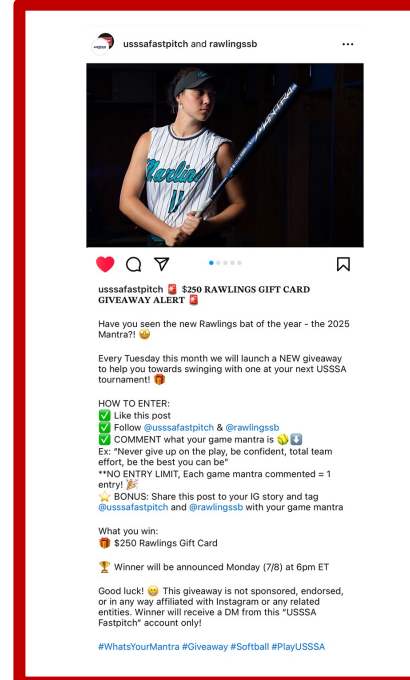 usssafastpitch and rawlingssb
MANTRA
Marlins
11
usssafastpitch 🚨 $250 RAWLINGS GIFT CARD
GIVEAWAY ALERT 🚨
Have you seen the new Rawlings bat of the year - the 2025
Mantra?! 🤩
Every Tuesday this month we will launch a NEW giveaway
to help you towards swinging with one at your next USSSA
tournament! 🎁
HOW TO ENTER:
✅ Like this post
✅ Follow @usssafastpitch & @rawlingssb
✅ COMMENT what your game mantra is 🥎⬇️
Ex: “Never give up on the play, be confident, total team
effort, be the best you can be”
**NO ENTRY LIMIT, Each game mantra commented = 1
entry! 🎉
⭐ BONUS: Share this post to your IG story and tag
@usssafastpitch and @rawlingssb with your game mantra
What you win:
🎁 $250 Rawlings Gift Card
🏆 Winner will be announced Monday (7/8) at 6pm ET
Good luck! 😀 This giveaway is not sponsored, endorsed,
or in any way affiliated with Instagram or any related
entities. Winner will receive a DM from this “USSSA
Fastpitch” account only!
#WhatsYourMantra #Giveaway #Softball #PlayUSSSA